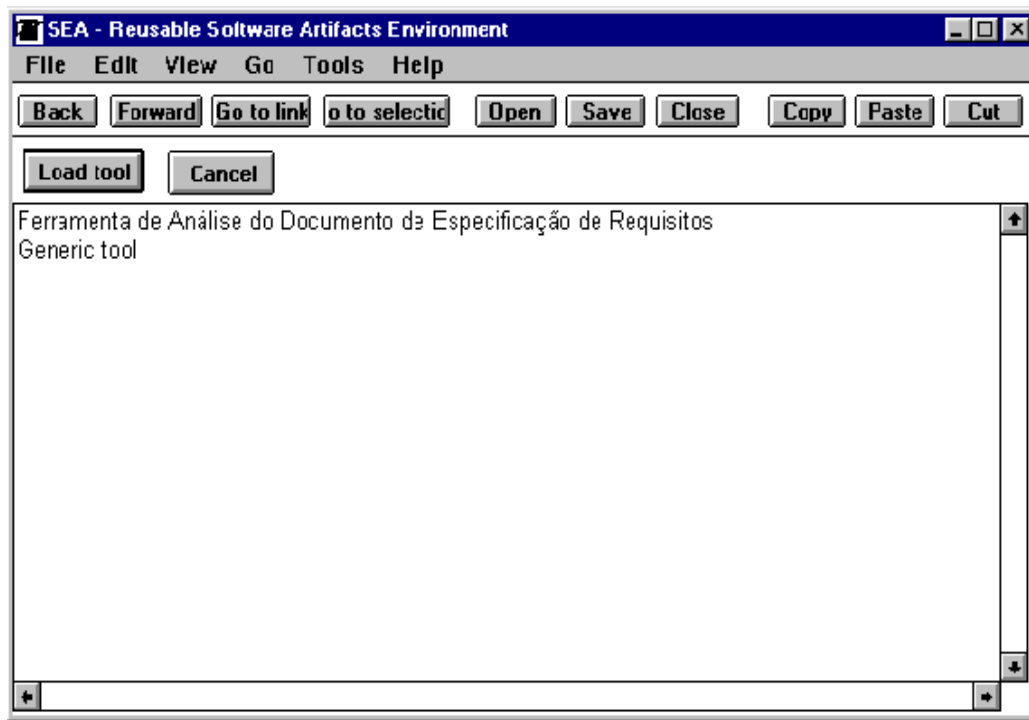 SEA - Reusable Software Artifacts Environment
File Edit View Go Tools Help
Back Forward Go to link o to selectio Open Save Close Copy Paste Cut
Load tool Cancel
Ferramenta de Análise do Documento de Especificação de Requisitos
Generic tool